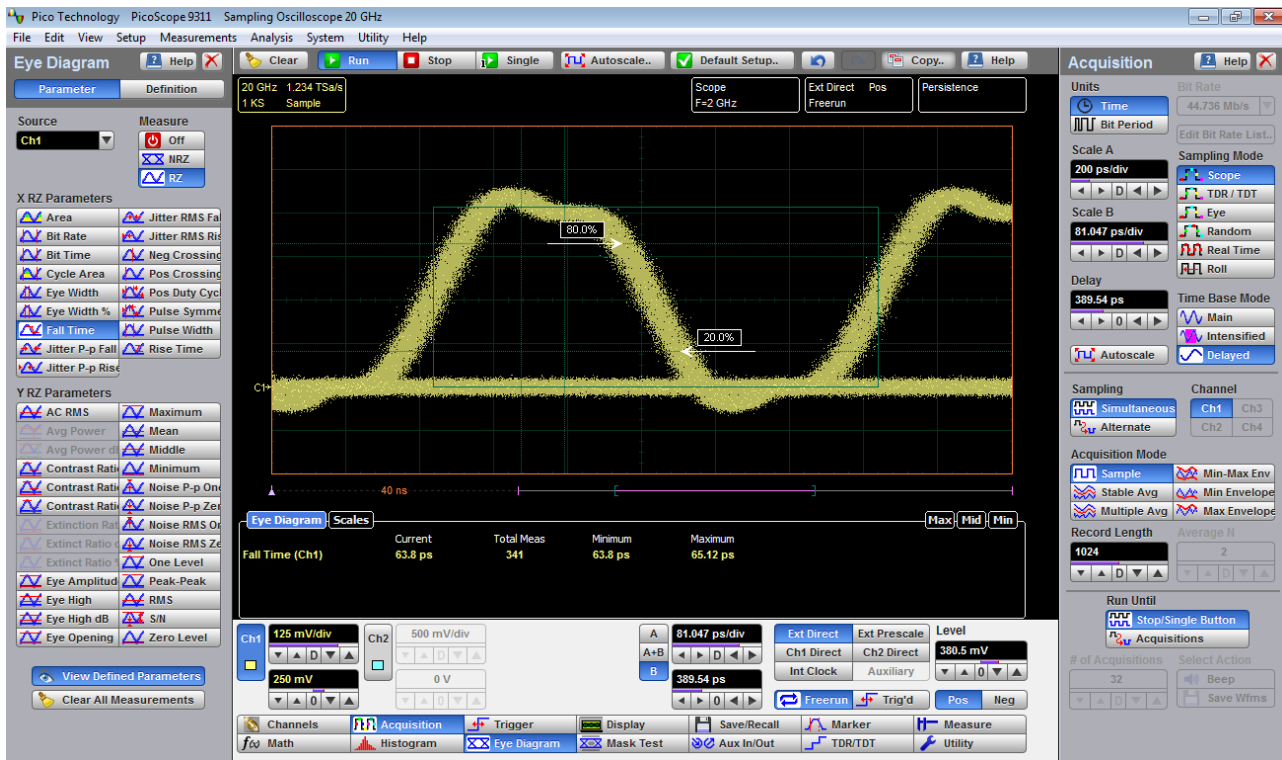 Pico Technology PicoScope 9311 Sampling Oscilloscope 20 GHz
File Edit View Setup Measurements Analysis System Utility Help
Eye Diagram Help
Parameter Definition
Source Measure
Ch1 Off
NRZ
RZ
X RZ Parameters
Area Jitter RMS Fal
Bit Rate Jitter RMS Ris
Bit Time Neg Crossing
Cycle Area Pos Crossing
Eye Width Pos Duty Cycl
Eye Width % Pulse Symme
Fall Time Pulse Width
Jitter P-p Fall Rise Time
Jitter P-p Rise
Y RZ Parameters
AC RMS Maximum
Avg Power Mean
Avg Power dB Middle
Contrast Rati Minimum
Contrast Rati Noise P-p One
Contrast Rati Noise P-p Zer
Extinction Rat Noise RMS On
Extinct Ratio Noise RMS Ze
Extinct Ratio One Level
Eye Amplitud Peak-Peak
Eye High RMS
Eye High dB S/N
Eye Opening Zero Level
View Defined Parameters
Clear All Measurements
Clear Run Stop Single Autoscale.. Default Setup.. Copy.. Help
20 GHz 1.234 TSa/s
1 KS Sample
Scope
F=2 GHz
Ext Direct Pos
Freerun
Persistence
80.0%
20.0%
C1
40 ns
Eye Diagram Scales Max Mid Min
Current Total Meas Minimum Maximum
Fall Time (Ch1) 63.8 ps 341 63.8 ps 65.12 ps
Ch1 125 mV/div Ch2 500 mV/div
D D
250 mV 0 V
0 D
A 81.047 ps/div
A+B D
B 389.54 ps
0
Ext Direct Ext Prescale Level
Ch1 Direct Ch2 Direct 380.5 mV
Int Clock Auxiliary 0
Freerun Trig'd Pos Neg
Channels Acquisition Trigger Display Save/Recall Marker Measure
f(x) Math Histogram Eye Diagram Mask Test Aux In/Out TDR/TDT Utility
Acquisition Help
Units Bit Rate
Time 44.736 Mb/s
Bit Period Edit Bit Rate List..
Scale A Sampling Mode
200 ps/div Scope
D TDR / TDT
Scale B Eye
81.047 ps/div Random
D Real Time
Roll
Delay
389.54 ps Time Base Mode
0 Main
Intensified
Autoscale Delayed
Sampling Channel
Simultaneous Ch1 Ch3
Alternate Ch2 Ch4
Acquisition Mode
Sample Min-Max Env
Stable Avg Min Envelope
Multiple Avg Max Envelope
Record Length Average N
1024 2
D D
Run Until
Stop/Single Button
Acquisitions
# of Acquisitions Select Action
32 Beep
D Save Wfms